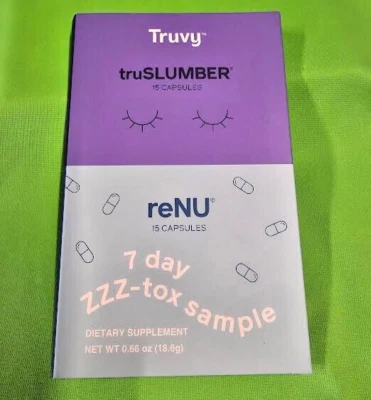 Truvy™
truSLUMBER®
15 CAPSULES
reNU®
15 CAPSULES
7 day
ZZZ-tox sample
DIETARY SUPPLEMENT
NET WT 0.66 oz (18.6g)